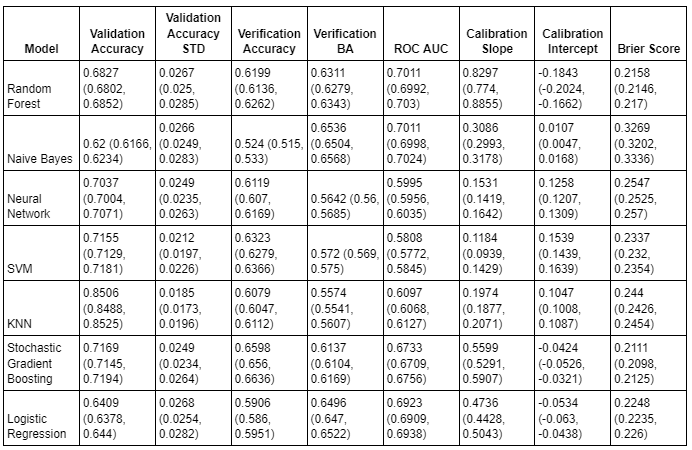 Model Validation Accuracy Validation Accuracy STD Verification Accuracy Verification BA ROC AUC Calibration Slope Calibration Intercept Brier Score
Random Forest 0.6827 (0.6802, 0.6852) 0.0267 (0.025, 0.0285) 0.6199 (0.6136, 0.6262) 0.6311 (0.6279, 0.6343) 0.7011 (0.6992, 0.703) 0.8297 (0.774, 0.8855) -0.1843 (-0.2024, -0.1662) 0.2158 (0.2146, 0.217)
Naive Bayes 0.62 (0.6166, 0.6234) 0.0266 (0.0249, 0.0283) 0.524 (0.515, 0.533) 0.6536 (0.6504, 0.6568) 0.7011 (0.6998, 0.7024) 0.3086 (0.2993, 0.3178) 0.0107 (0.0047, 0.0168) 0.3269 (0.3202, 0.3336)
Neural Network 0.7037 (0.7004, 0.7071) 0.0249 (0.0235, 0.0263) 0.6119 (0.607, 0.6169) 0.5642 (0.56, 0.5685) 0.5995 (0.5956, 0.6035) 0.1531 (0.1419, 0.1642) 0.1258 (0.1207, 0.1309) 0.2547 (0.2525, 0.257)
SVM 0.7155 (0.7129, 0.7181) 0.0212 (0.0197, 0.0226) 0.6323 (0.6279, 0.6366) 0.572 (0.569, 0.575) 0.5808 (0.5772, 0.5845) 0.1184 (0.0939, 0.1429) 0.1539 (0.1439, 0.1639) 0.2337 (0.232, 0.2354)
KNN 0.8506 (0.8488, 0.8525) 0.0185 (0.0173, 0.0196) 0.6079 (0.6047, 0.6112) 0.5574 (0.5541, 0.5607) 0.6097 (0.6068, 0.6127) 0.1974 (0.1877, 0.2071) 0.1047 (0.1008, 0.1087) 0.244 (0.2426, 0.2454)
Stochastic Gradient Boosting 0.7169 (0.7145, 0.7194) 0.0249 (0.0234, 0.0264) 0.6598 (0.656, 0.6636) 0.6137 (0.6104, 0.6169) 0.6733 (0.6709, 0.6756) 0.5599 (0.5291, 0.5907) -0.0424 (-0.0526, -0.0321) 0.2111 (0.2098, 0.2125)
Logistic Regression 0.6409 (0.6378, 0.644) 0.0268 (0.0254, 0.0282) 0.5906 (0.586, 0.5951) 0.6496 (0.647, 0.6522) 0.6923 (0.6909, 0.6938) 0.4736 (0.4428, 0.5043) -0.0534 (-0.063, -0.0438) 0.2248 (0.2235, 0.226)